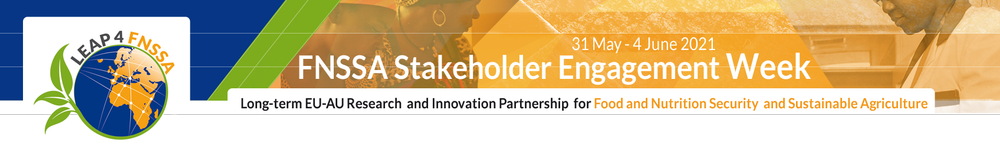 LEAP 4 FNSSA
31 May - 4 June 2021
FNSSA Stakeholder Engagement Week
Long-term EU-AU Research and Innovation Partnership for Food and Nutrition Security and Sustainable Agriculture